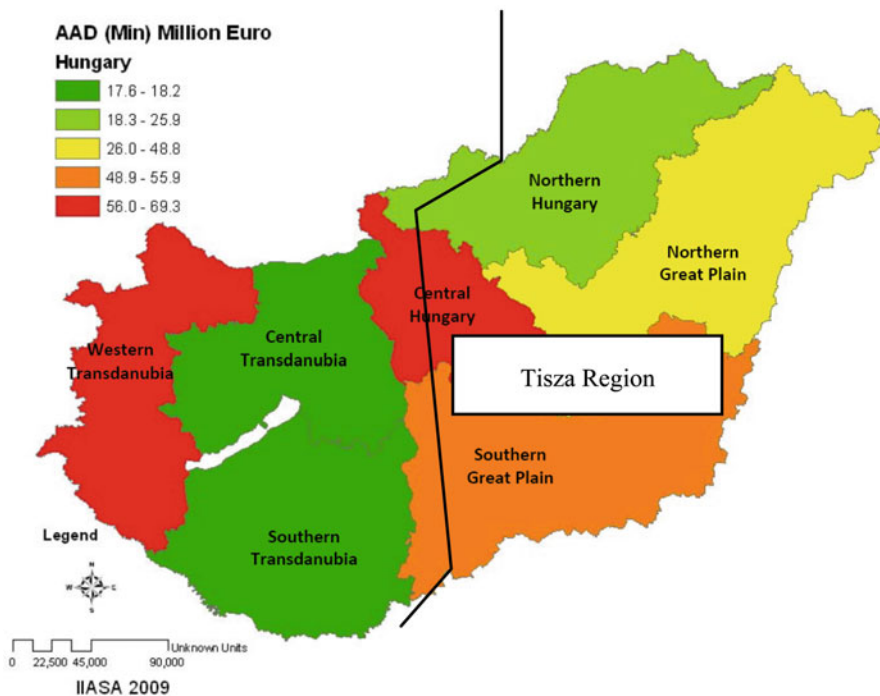 AAD (Min) Million Euro
Hungary
17.6 - 18.2
18.3 - 25.9
26.0 - 48.8
48.9 - 55.9
56.0 - 69.3
Northern
Hungary
Northern
Great Plain
Central
Hungary
Central
Transdanubia
Western
Transdanubia
Tisza Region
Southern
Great Plain
Southern
Transdanubia
Legend
N
W
E
S
Unknown Units
0 22,500 45,000 90,000
IIASA 2009